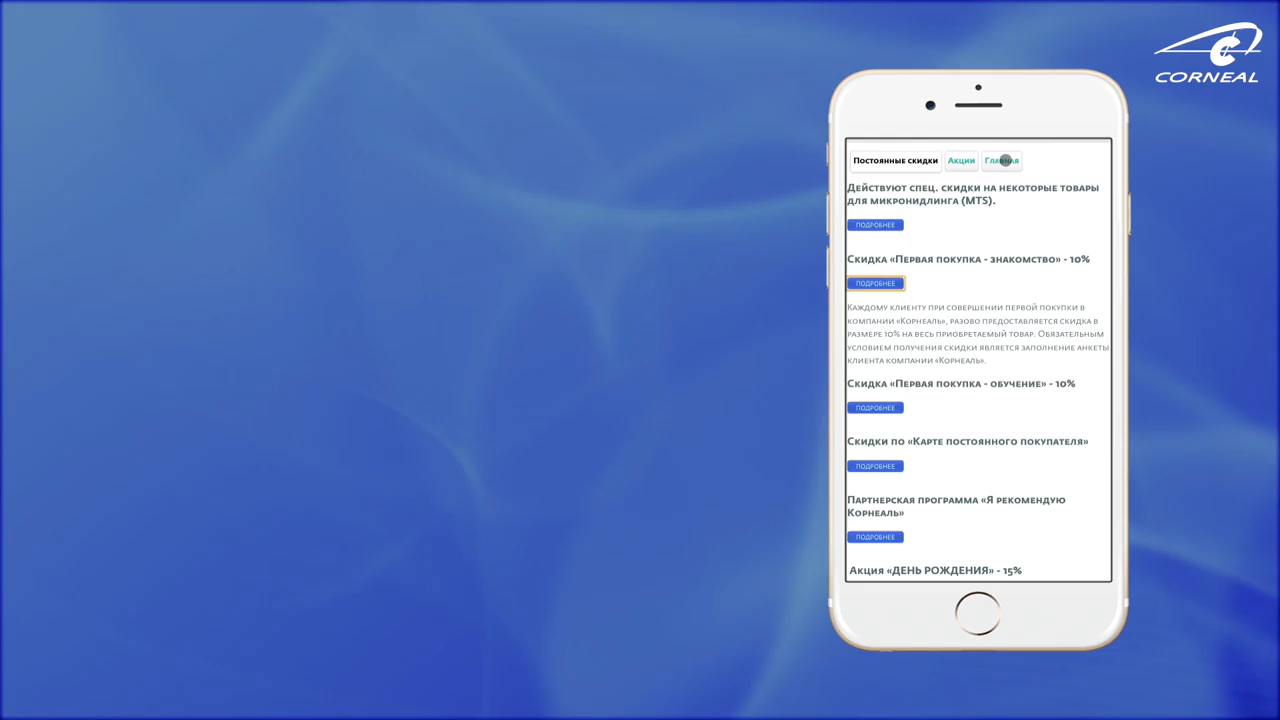 CORNEAL
Постоянные скидки Акции Главная
Действуют спец. скидки на некоторые товары
для микронидлинга (MTS).
ПОДРОБНЕЕ
Скидка «Первая покупка - знакомство» - 10%
ПОДРОБНЕЕ
Каждому клиенту при совершении первой покупки в
компании «Корнеаль», разово предоставляется скидка в
размере 10% на весь приобретаемый товар. Обязательным
условием получения скидки является заполнение анкеты
клиента компании «Корнеаль».
Скидка «Первая покупка - обучение» - 10%
ПОДРОБНЕЕ
Скидки по «Карте постоянного покупателя»
ПОДРОБНЕЕ
Партнерская программа «Я рекомендую
Корнеаль»
ПОДРОБНЕЕ
Акция «ДЕНЬ РОЖДЕНИЯ» - 15%